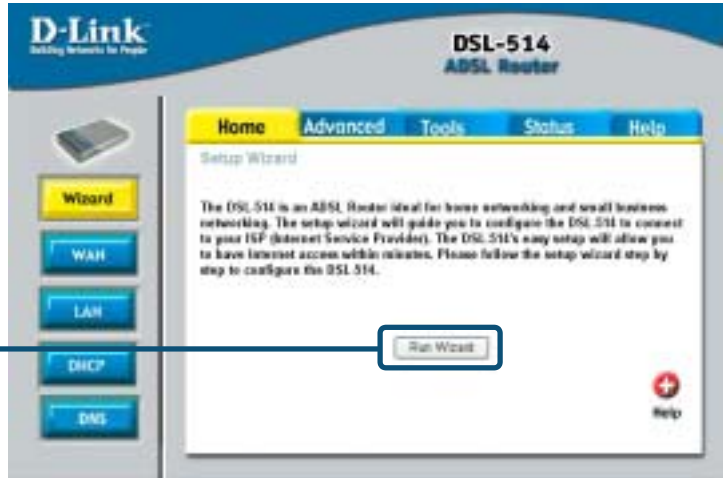 D-Link
Building Networks for People
DSL-514
ADSL Router
Home Advanced Tools Status Help
Setup Wizard
Wizard
The DSL-514 is an ADSL Router ideal for home networking and small business
networking. The setup wizard will guide you to configure the DSL-514 to connect
to your ISP (Internet Service Provider). The DSL-514's easy setup will allow you
to have Internet access within minutes. Please follow the setup wizard step by
step to configure the DSL-514.
WAN
LAN
Run Wizard
DHCP
Help
DNS